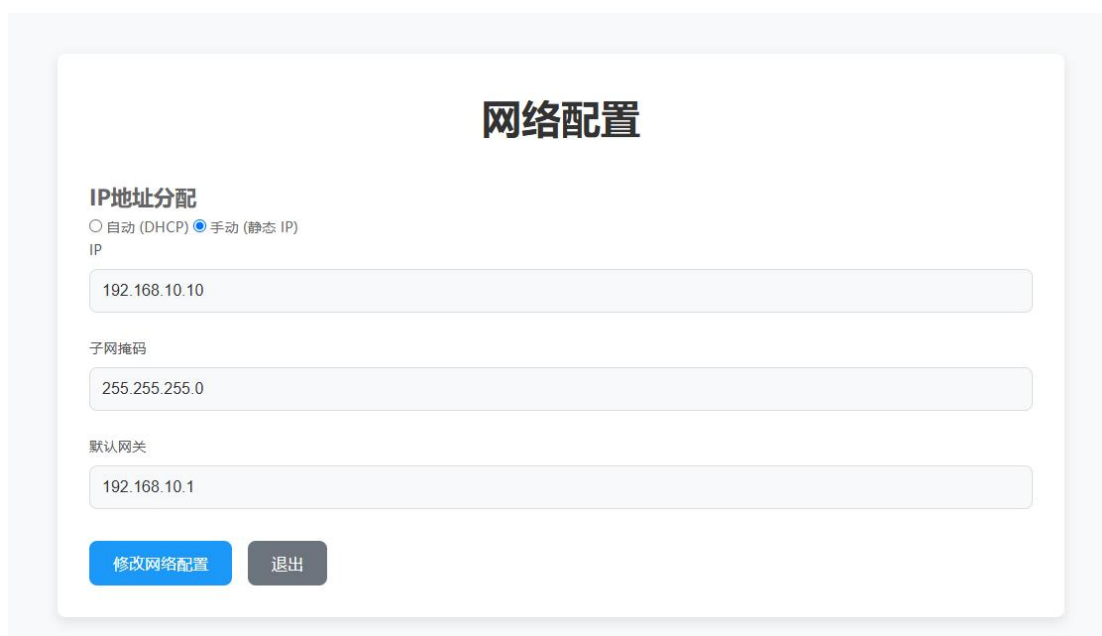 网络配置
IP地址分配
自动 (DHCP) 手动 (静态 IP)
IP
192.168.10.10
子网掩码
255.255.255.0
默认网关
192.168.10.1
修改网络配置 退出